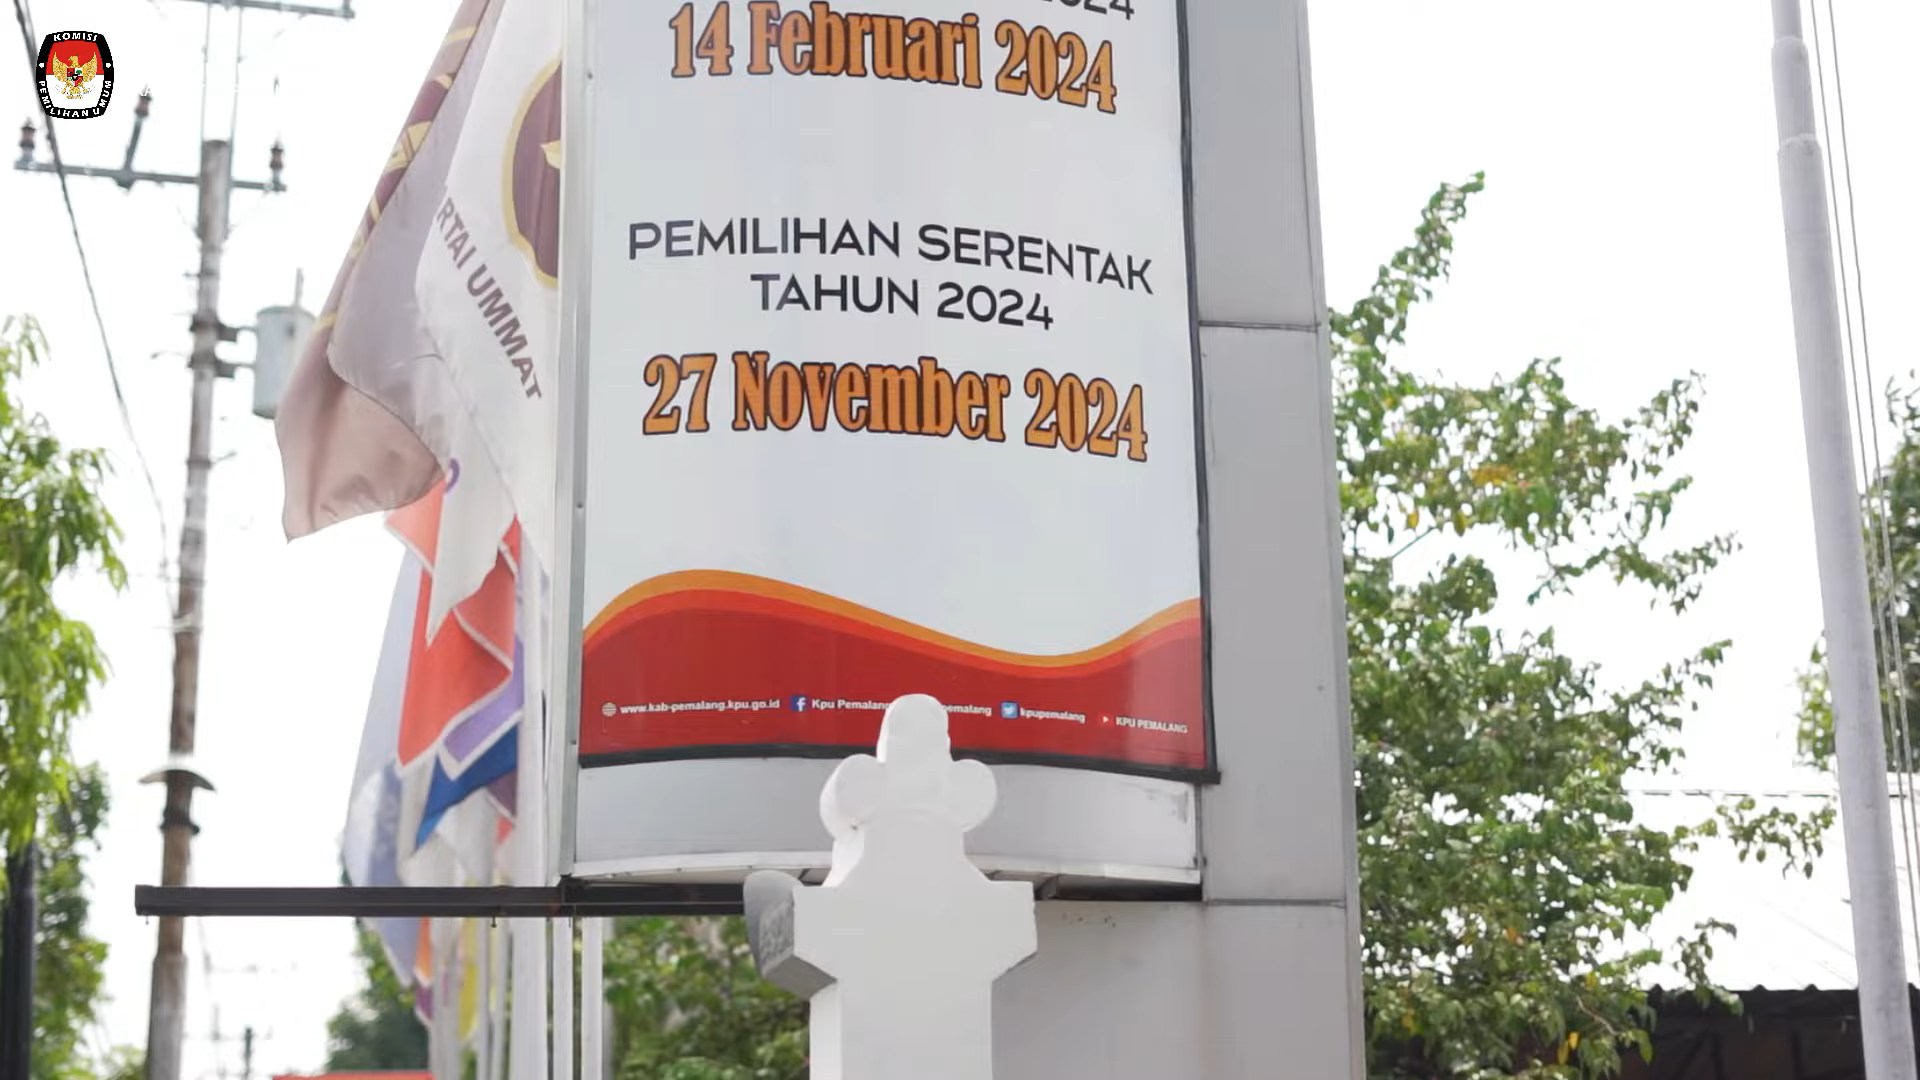 KOMISI
PEMILIHAN UMUM
14 Februari 2024
PEMILIHAN SERENTAK
TAHUN 2024
27 November 2024
RTAI UMMAT
www.kab-pemalang.kpu.go.id Kpu Pemalang pemalang kpupemalang KPU PEMALANG